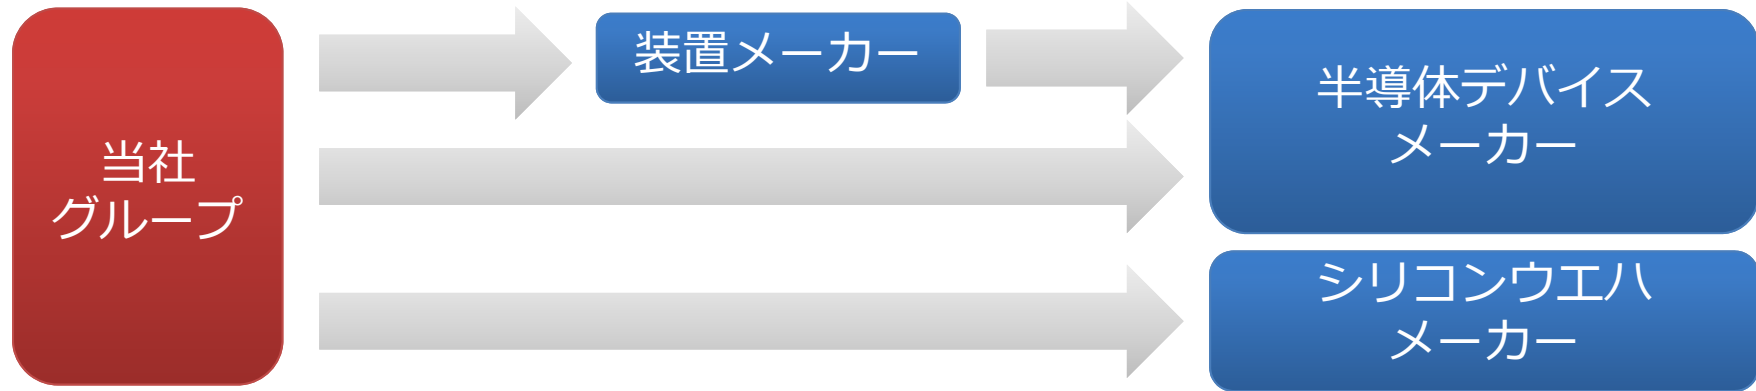 当社
グループ
装置メーカー
半導体デバイス
メーカー
シリコンウエハ
メーカー